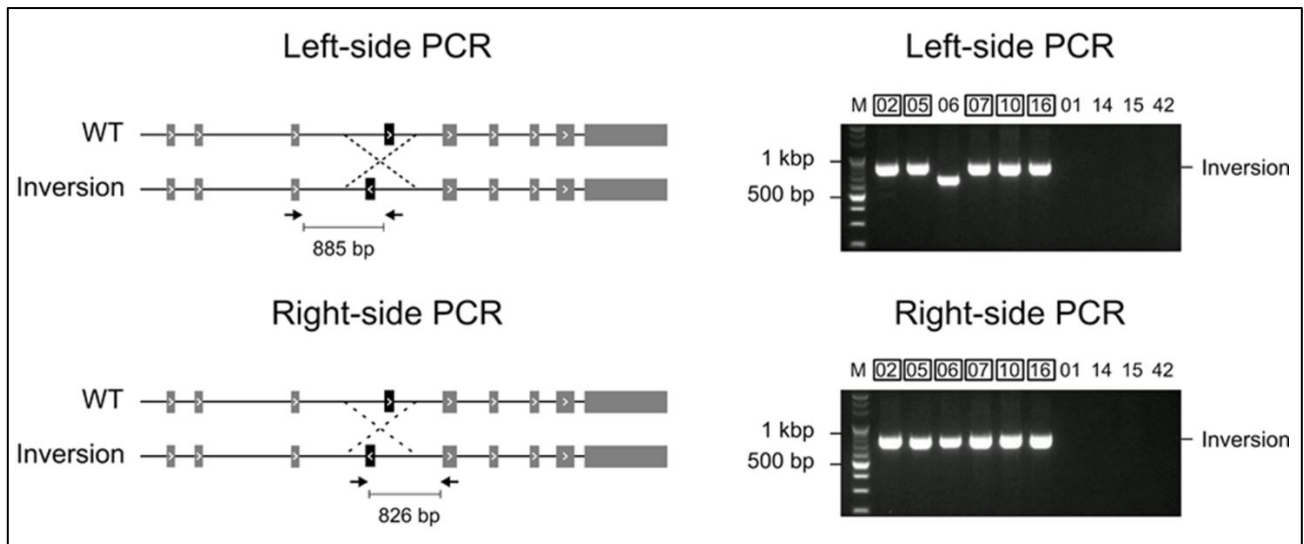 Left-side PCR
WT
Inversion
885 bp
Left-side PCR
M 02 05 06 07 10 16 01 14 15 42
1 kbp
500 bp
Inversion
Right-side PCR
WT
Inversion
826 bp
Right-side PCR
M 02 05 06 07 10 16 01 14 15 42
1 kbp
500 bp
Inversion